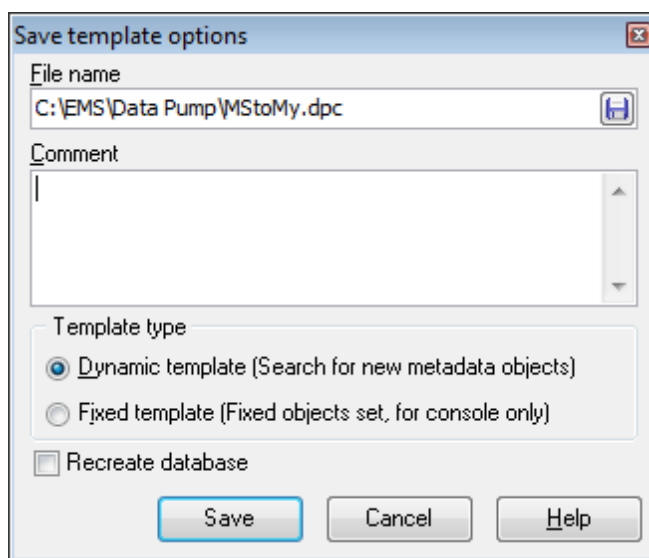 Save template options
File name
C:\EMS\Data Pump\MStoMy.dpc
Comment
Template type
Dynamic template (Search for new metadata objects)
Fixed template (Fixed objects set, for console only)
Recreate database
Save Cancel Help